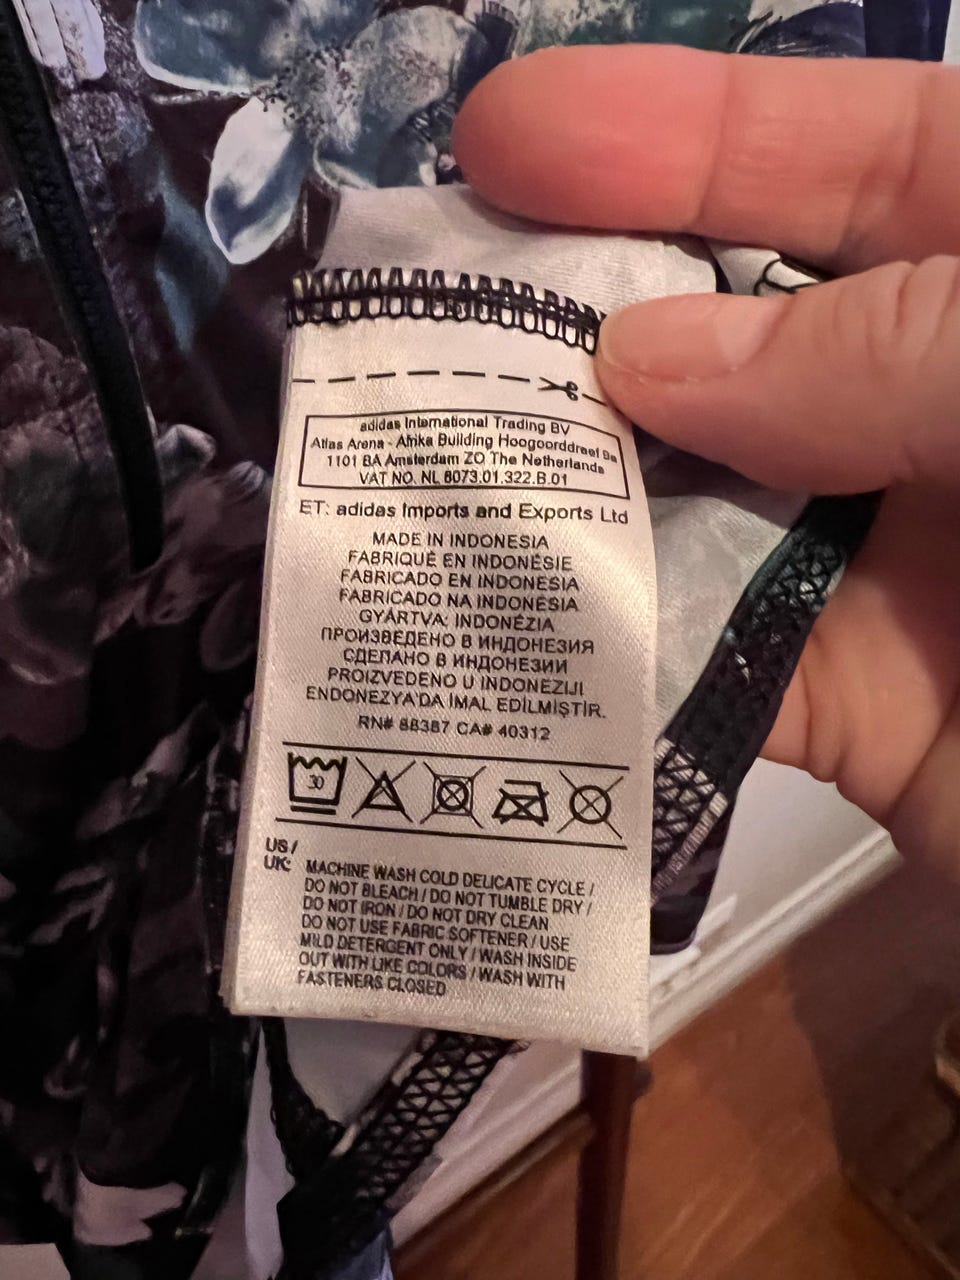 adidas International Trading BV
Atlas Arena - Afrika Building Hoogoorddreef 9a
1101 BA Amsterdam ZO The Netherlands
VAT NO. NL 8073.01.322.B.01
ET: adidas Imports and Exports Ltd
MADE IN INDONESIA
FABRIQUÉ EN INDONÉSIE
FABRICADO EN INDONESIA
FABRICADO NA INDONÉSIA
GYÁRTVA: INDONÉZIA
ПРОИЗВЕДЕНО В ИНДОНЕЗИЯ
СДЕЛАНО В ИНДОНЕЗИИ
PROIZVEDENO U INDONEZIJI
ENDONEZYA'DA İMAL EDİLMİŞTİR.
RN# 88387 CA# 40312
30
US /
UK:
MACHINE WASH COLD DELICATE CYCLE /
DO NOT BLEACH / DO NOT TUMBLE DRY /
DO NOT IRON / DO NOT DRY CLEAN
DO NOT USE FABRIC SOFTENER / USE
MILD DETERGENT ONLY / WASH INSIDE
OUT WITH LIKE COLORS / WASH WITH
FASTENERS CLOSED